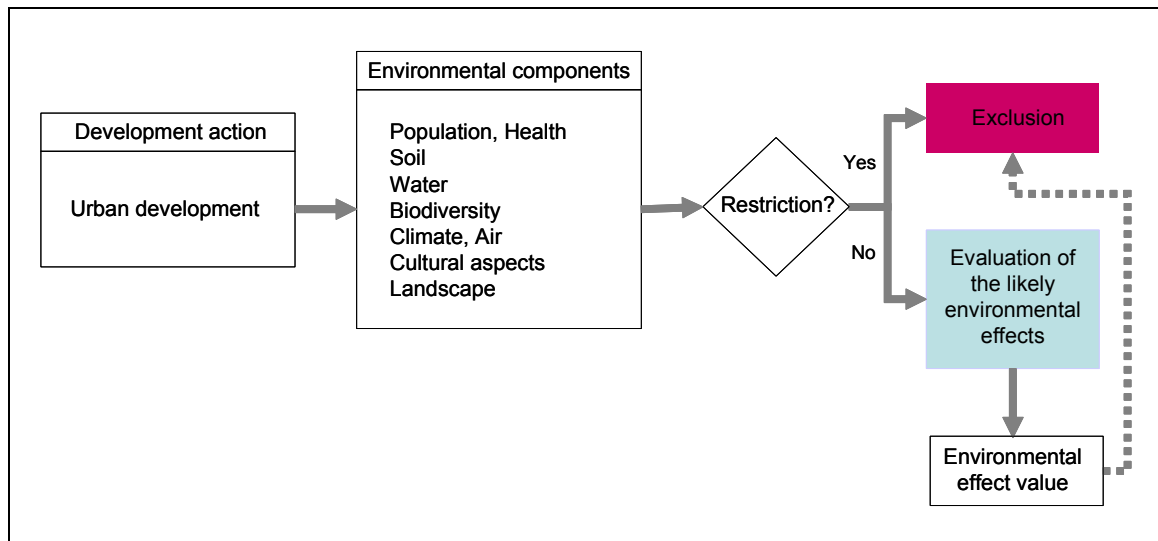 Development action
Urban development
Environmental components
Population, Health
Soil
Water
Biodiversity
Climate, Air
Cultural aspects
Landscape
Restriction?
Yes
No
Exclusion
Evaluation of
the likely
environmental
effects
Environmental
effect value